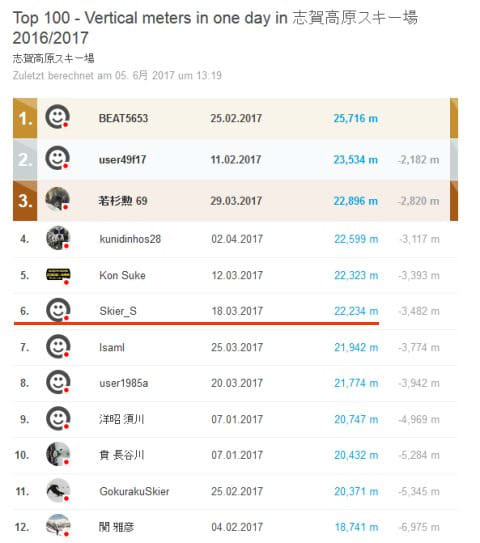 Top 100 - Vertical meters in one day in 志賀高原スキー場
2016/2017
志賀高原スキー場
Zuletzt berechnet am 05. 6月 2017 um 13:19
1. BEAT5653 25.02.2017 25,716 m
2. user49f17 11.02.2017 23,534 m -2,182 m
3. 若杉勲 69 29.03.2017 22,896 m -2,820 m
4. kunidinhos28 02.04.2017 22,599 m -3,117 m
5. Kon Suke 12.03.2017 22,323 m -3,393 m
6. Skier_S 18.03.2017 22,234 m -3,482 m
7. Isaml 25.03.2017 21,942 m -3,774 m
8. user1985a 20.03.2017 21,774 m -3,942 m
9. 洋昭 須川 07.01.2017 20,747 m -4,969 m
10. 貴 長谷川 07.01.2017 20,432 m -5,284 m
11. GokurakuSkier 25.02.2017 20,371 m -5,345 m
12. 関 雅彦 04.02.2017 18,741 m -6,975 m